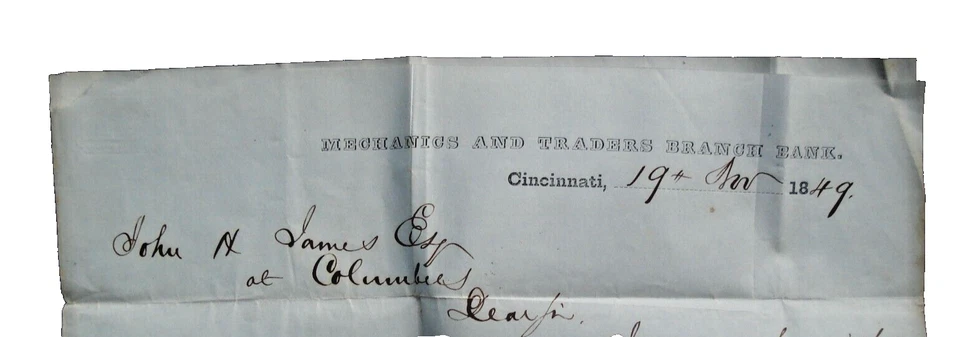 MECHANICS AND TRADERS BRANCH BANK.
Cincinnati, 19th Nov 1849.
John H James Esq
at Columbus
Dear Sir,